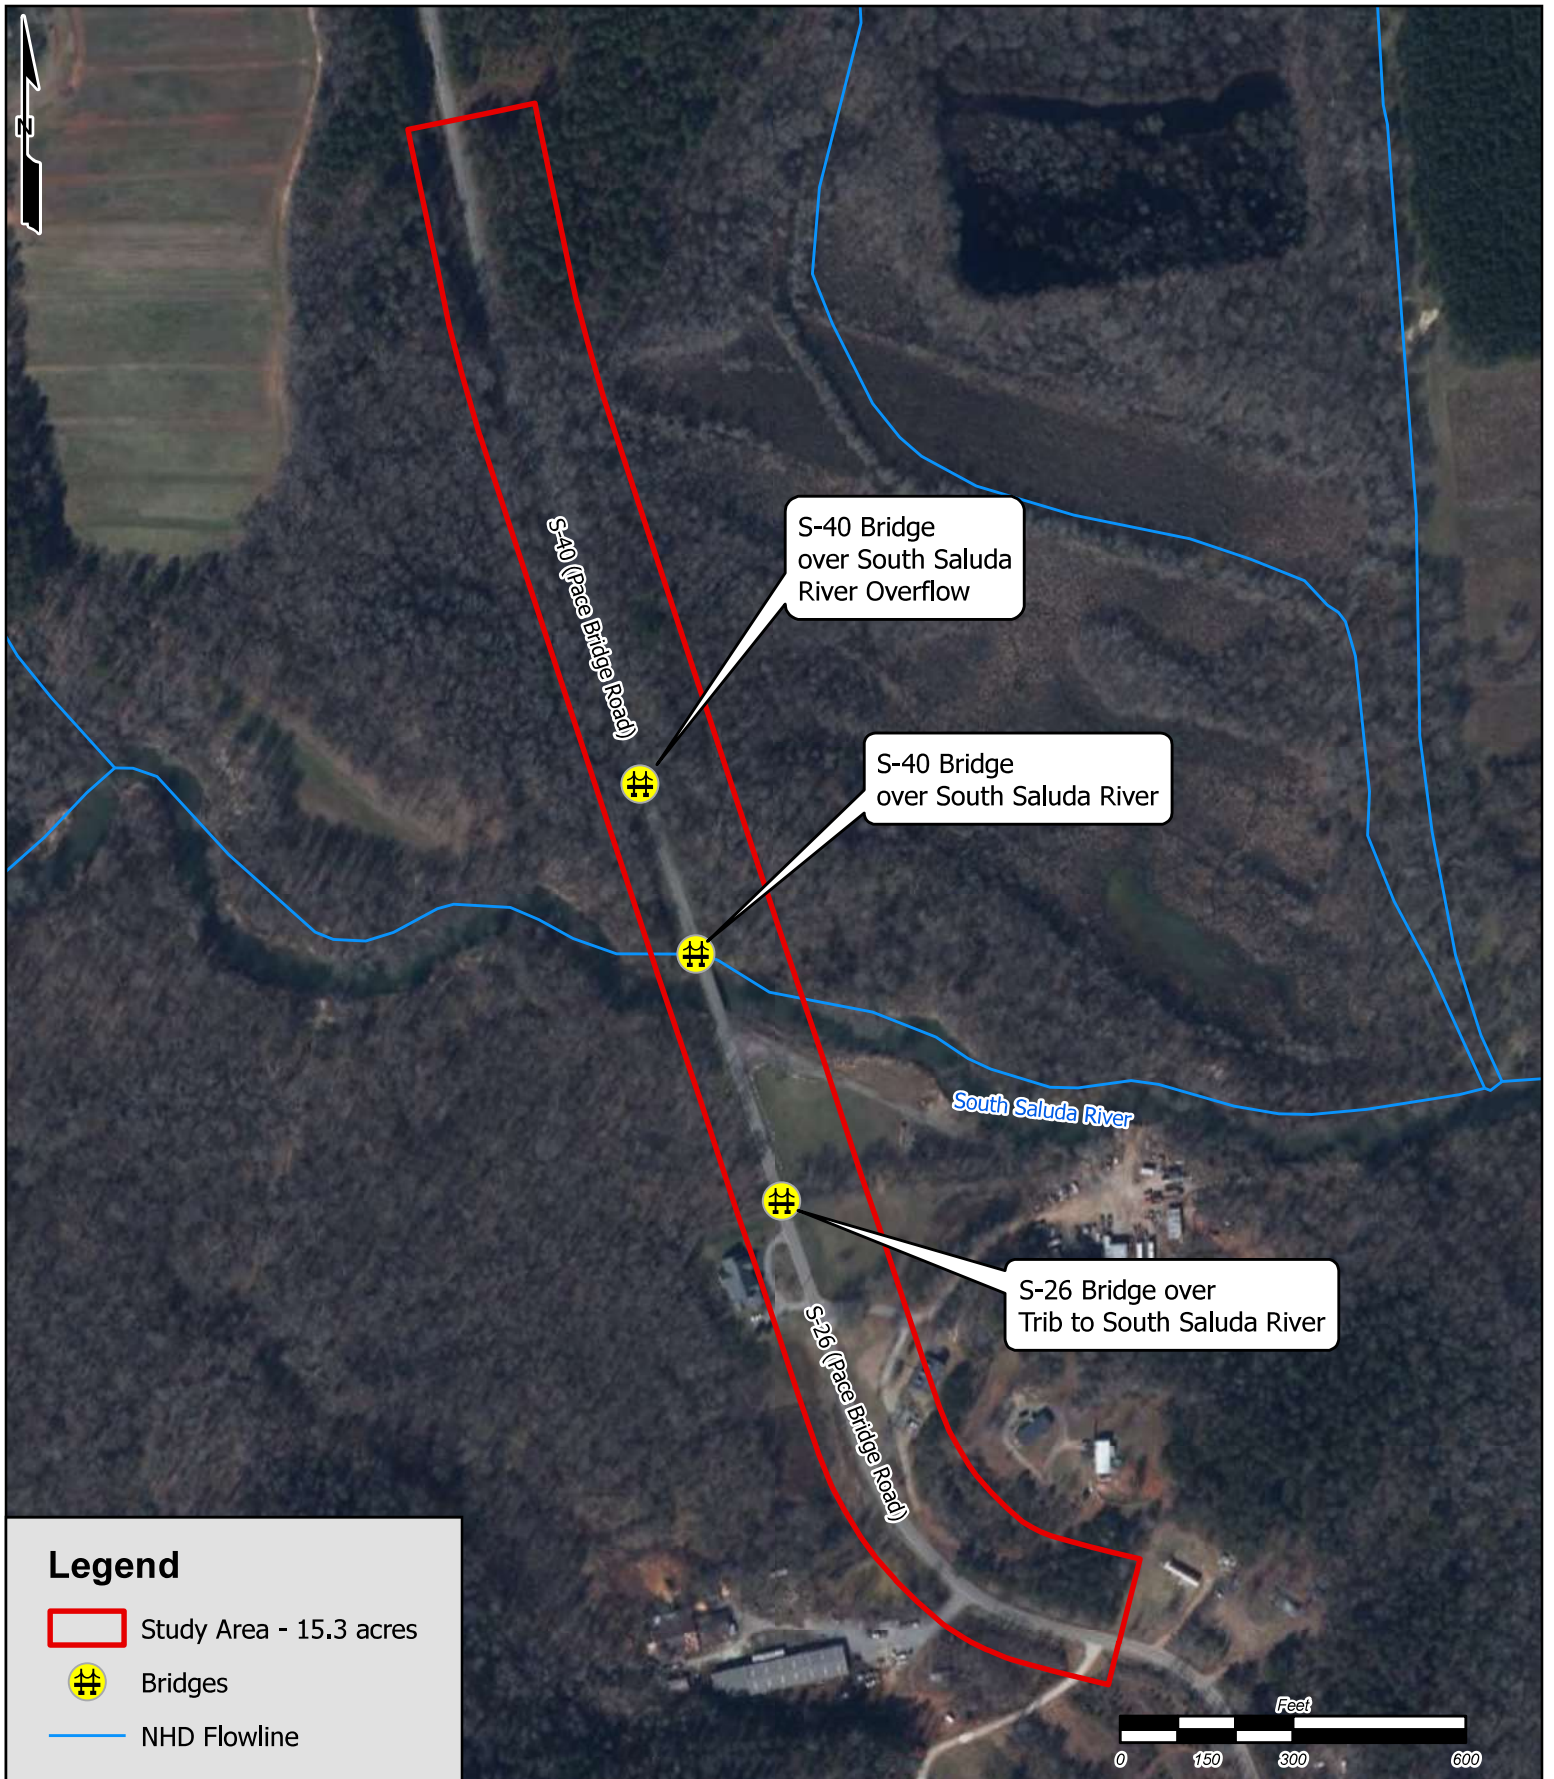 N
S-40 Bridge
over South Saluda
River Overflow
S-40 (Pace Bridge Road)
S-40 Bridge
over South Saluda River
South Saluda River
S-26 Bridge over
Trib to South Saluda River
S-26 (Pace Bridge Road)
Legend
Study Area - 15.3 acres
Bridges
NHD Flowline
Feet
0 150 300 600